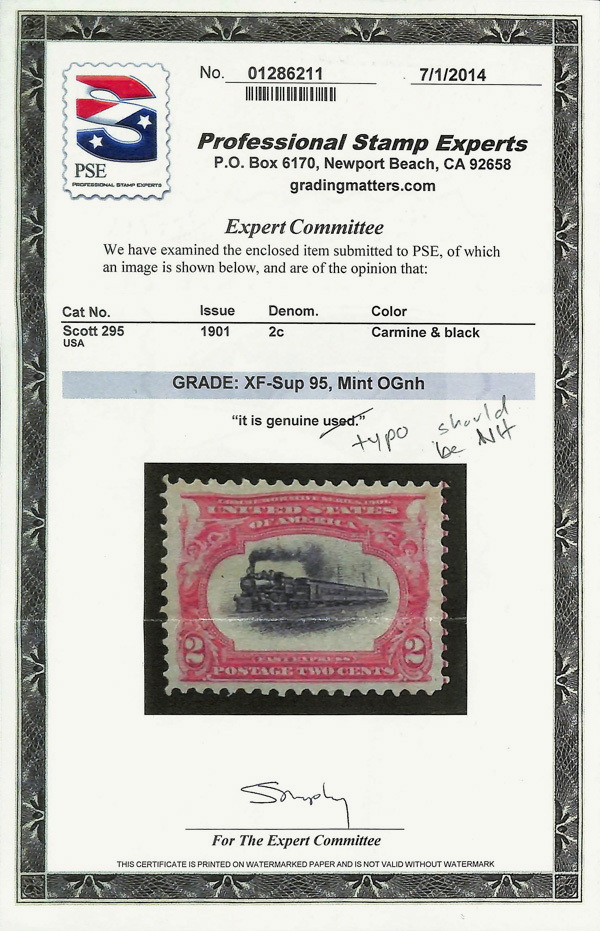 No. 01286211 7/1/2014
PSE
PROFESSIONAL STAMP EXPERTS
Professional Stamp Experts
P.O. Box 6170, Newport Beach, CA 92658
gradingmatters.com
Expert Committee
We have examined the enclosed item submitted to PSE, of which
an image is shown below, and are of the opinion that:
Cat No. Issue Denom. Color
Scott 295 1901 2c Carmine & black
USA
GRADE: XF-Sup 95, Mint OGnh
“it is genuine used.”
typo should
be NH
COMMEMORATIVE SERIES, 1901
UNITED STATES
OF AMERICA
2 2
FAST EXPRESS
POSTAGE TWO CENTS
For The Expert Committee
THIS CERTIFICATE IS PRINTED ON WATERMARKED PAPER AND IS NOT VALID WITHOUT WATERMARK